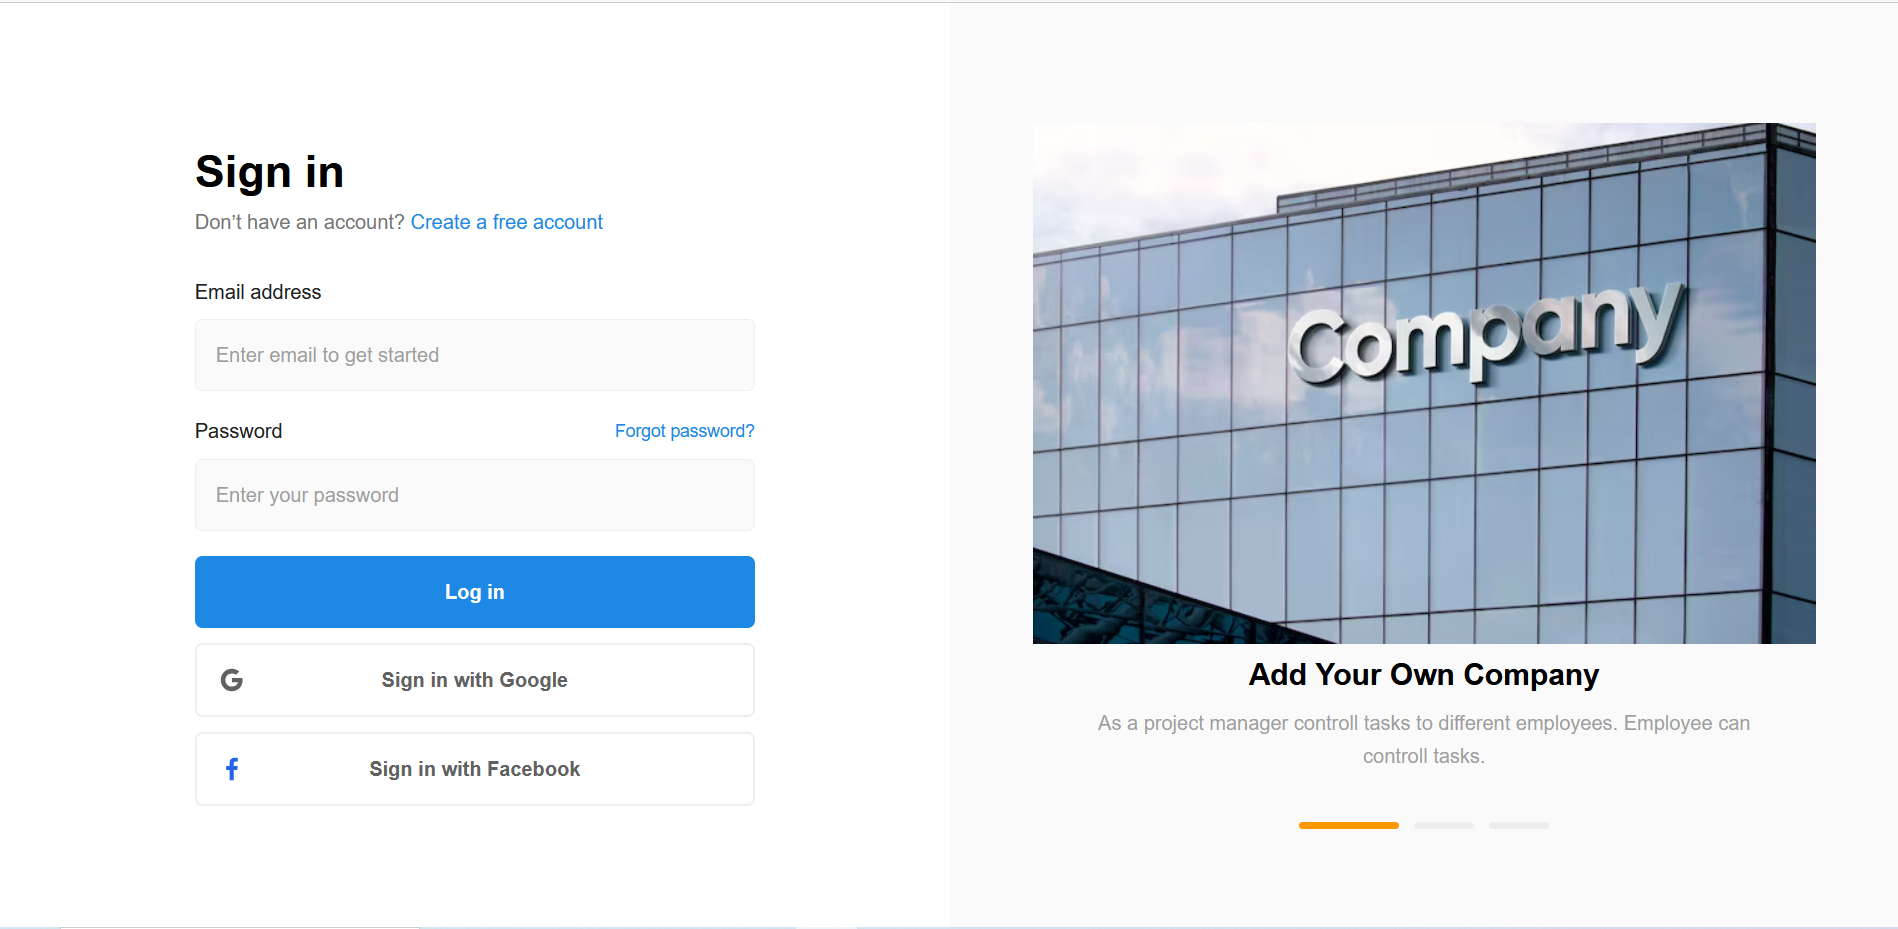 Sign in
Don’t have an account? Create a free account
Email address
Enter email to get started
Password
Forgot password?
Enter your password
Log in
G
Sign in with Google
f
Sign in with Facebook
Company
Add Your Own Company
As a project manager controll tasks to different employees. Employee can
controll tasks.